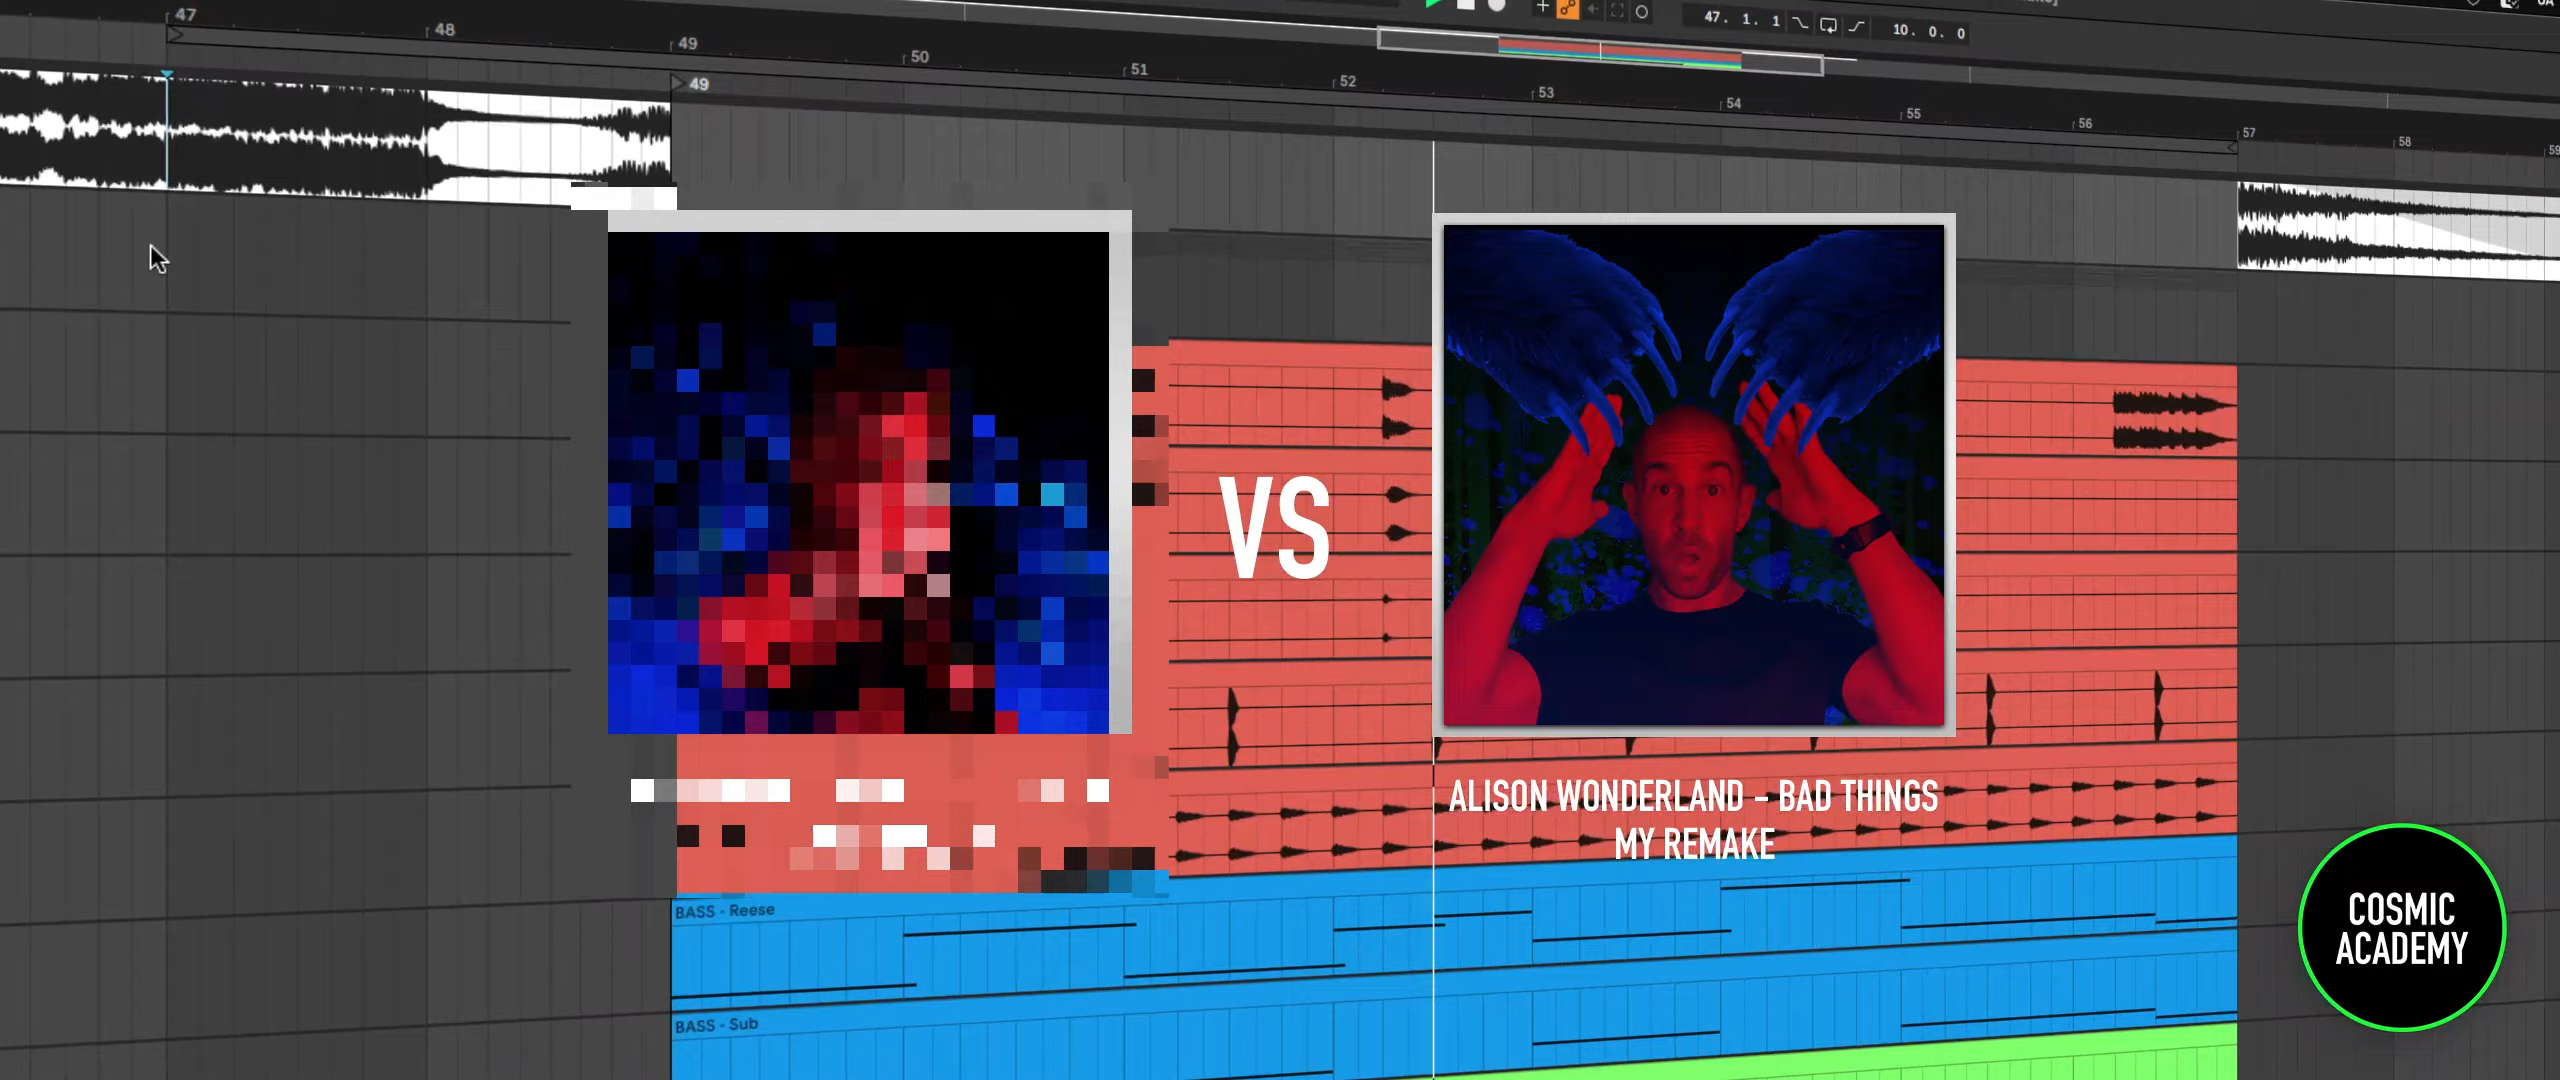 47
48
49
50
51
52
53
54
55
56
57
58
59
49
47. 1. 1
10. 0. 0
VS
ALISON WONDERLAND – BAD THINGS
MY REMAKE
BASS - Reese
BASS - Sub
COSMIC
ACADEMY